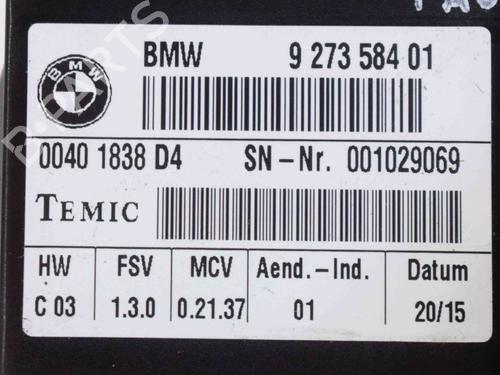 BMW 9 273 584 01
BMW
0040 1838 D4 SN-Nr. 001029069
TEMIC
HW FSV MCV Aend.-Ind. Datum
C 03 1.3.0 0.21.37 01 20/15
B-PARTS